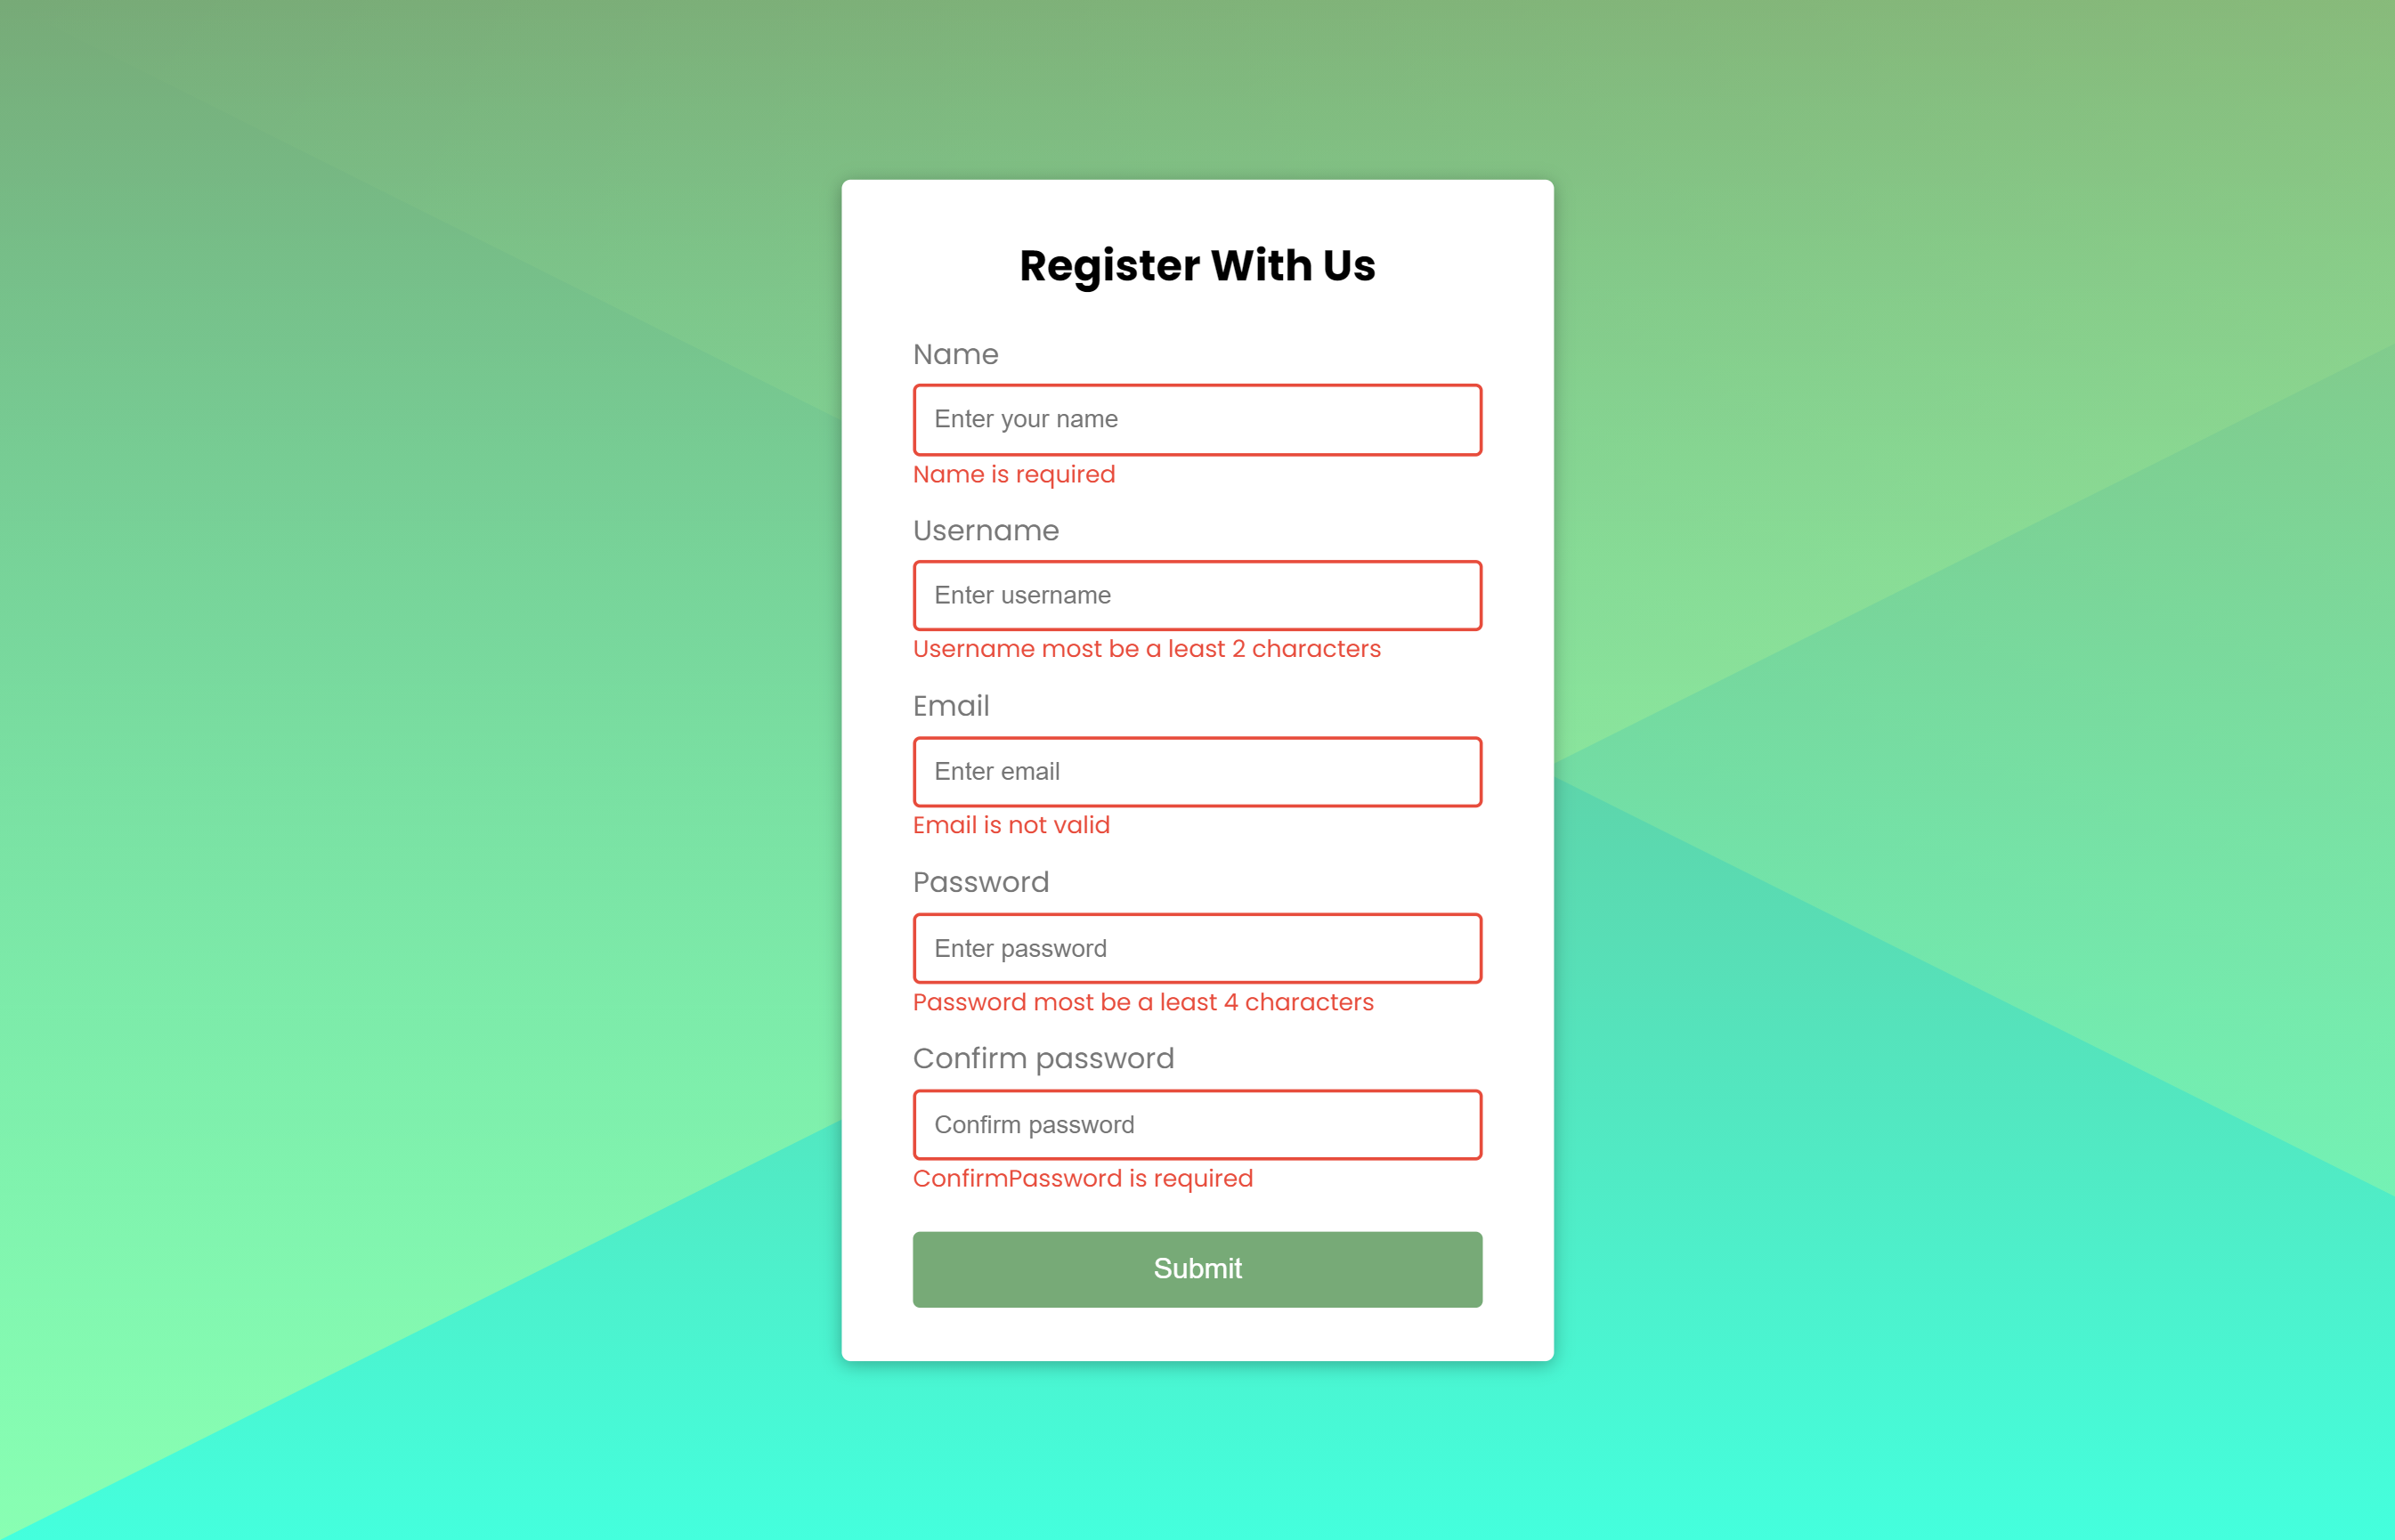 Register With Us
Name
Enter your name
Name is required
Username
Enter username
Username most be a least 2 characters
Email
Enter email
Email is not valid
Password
Enter password
Password most be a least 4 characters
Confirm password
Confirm password
ConfirmPassword is required
Submit